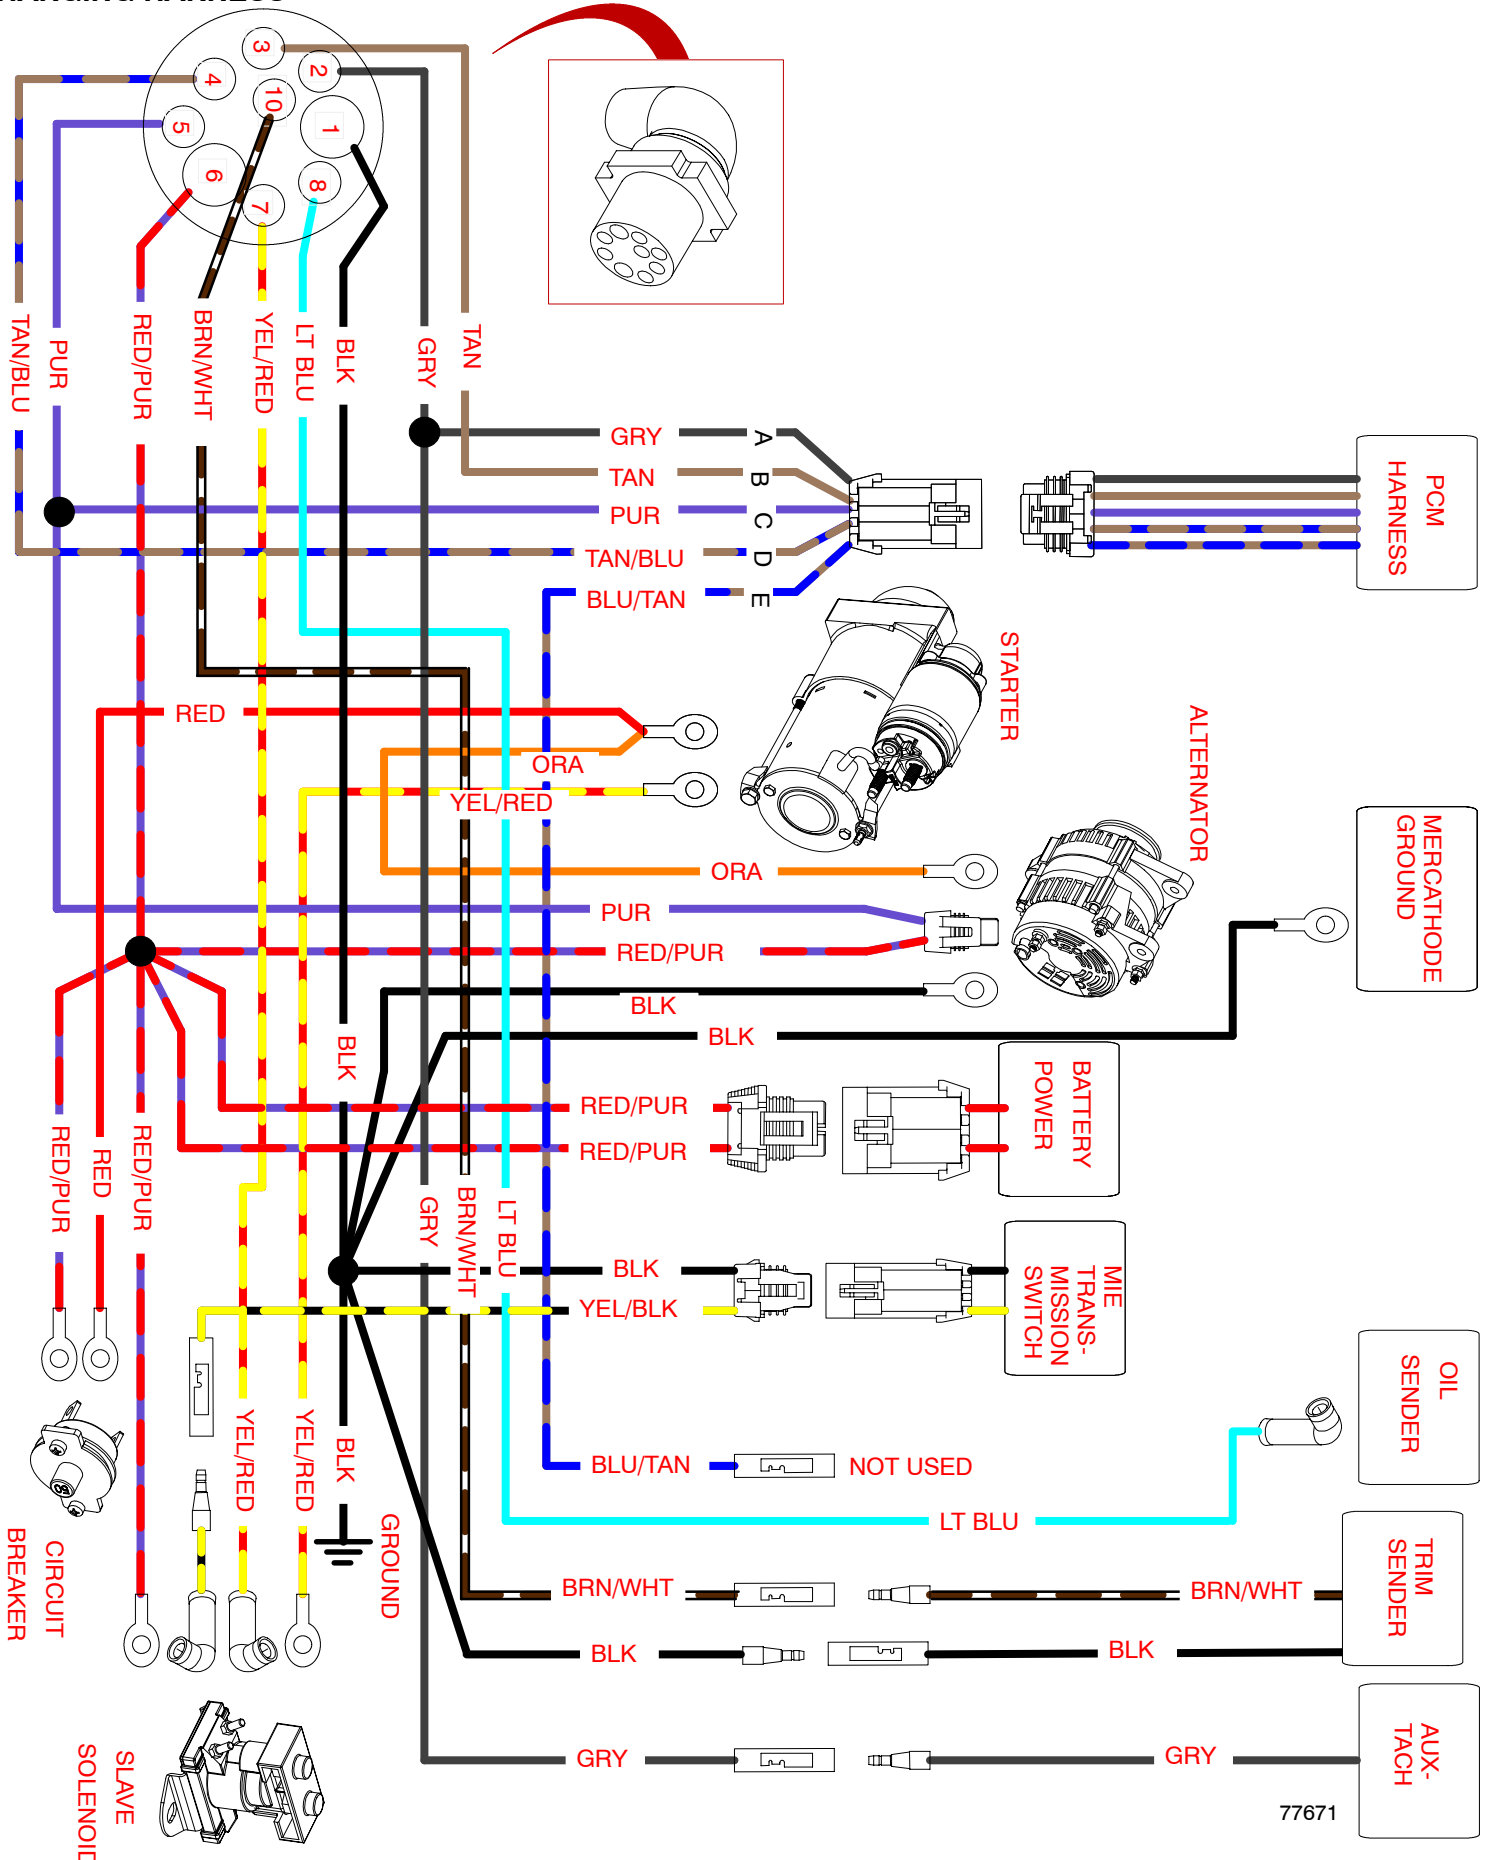 3
2
4
10
5
1
6
8
7
TAN/BLU
PUR
RED/PUR
BRN/WHT
YEL/RED
LT BLU
BLK
GRY
TAN
GRY
A
TAN
B
PUR
C
TAN/BLU
D
BLU/TAN
E
PCM
HARNESS
STARTER
RED
ORA
YEL/RED
ALTERNATOR
ORA
PUR
RED/PUR
BLK
BLK
MERCATHODE
GROUND
BLK
RED/PUR
RED/PUR
BATTERY
POWER
RED/PUR
RED
RED/PUR
GRY
BRN/WHT
LT BLU
BLK
YEL/BLK
MIE
TRANS-
MISSION
SWITCH
OIL
SENDER
YEL/RED
YEL/RED
BLK
BLU/TAN
NOT USED
50
CIRCUIT
BREAKER
GROUND
LT BLU
TRIM
SENDER
BRN/WHT
BRN/WHT
BLK
BLK
GRY
GRY
AUX-
TACH
SLAVE
77671